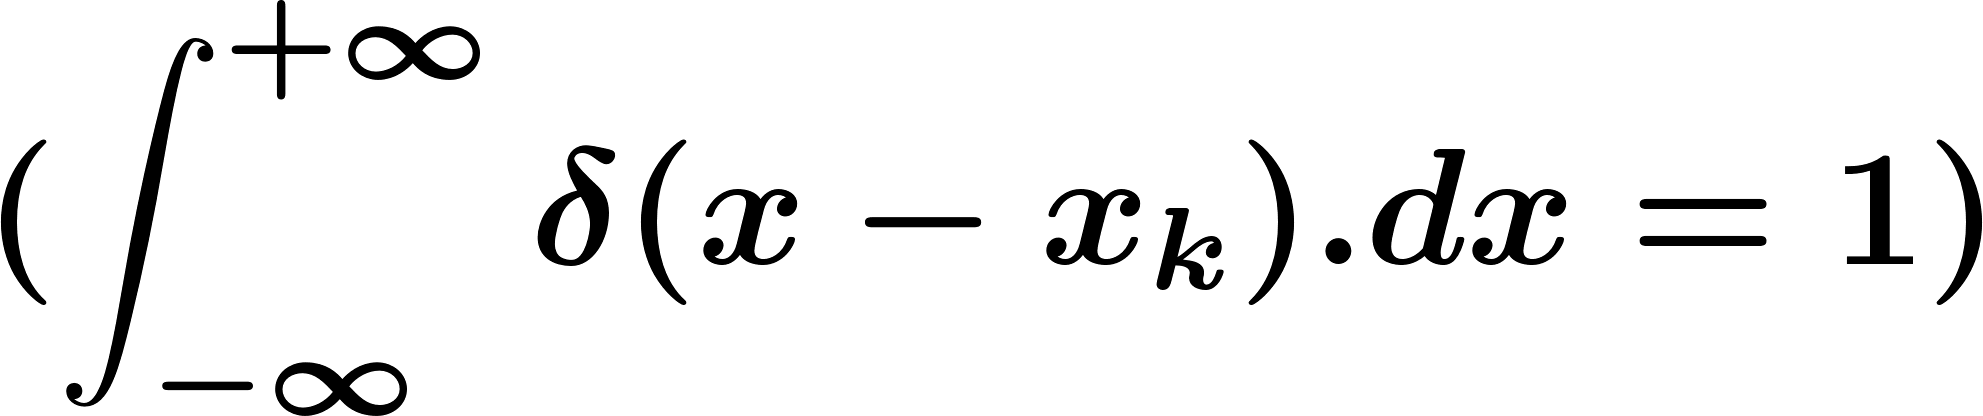 (∫_{-∞}^{+∞} δ(x − x_k).dx = 1)